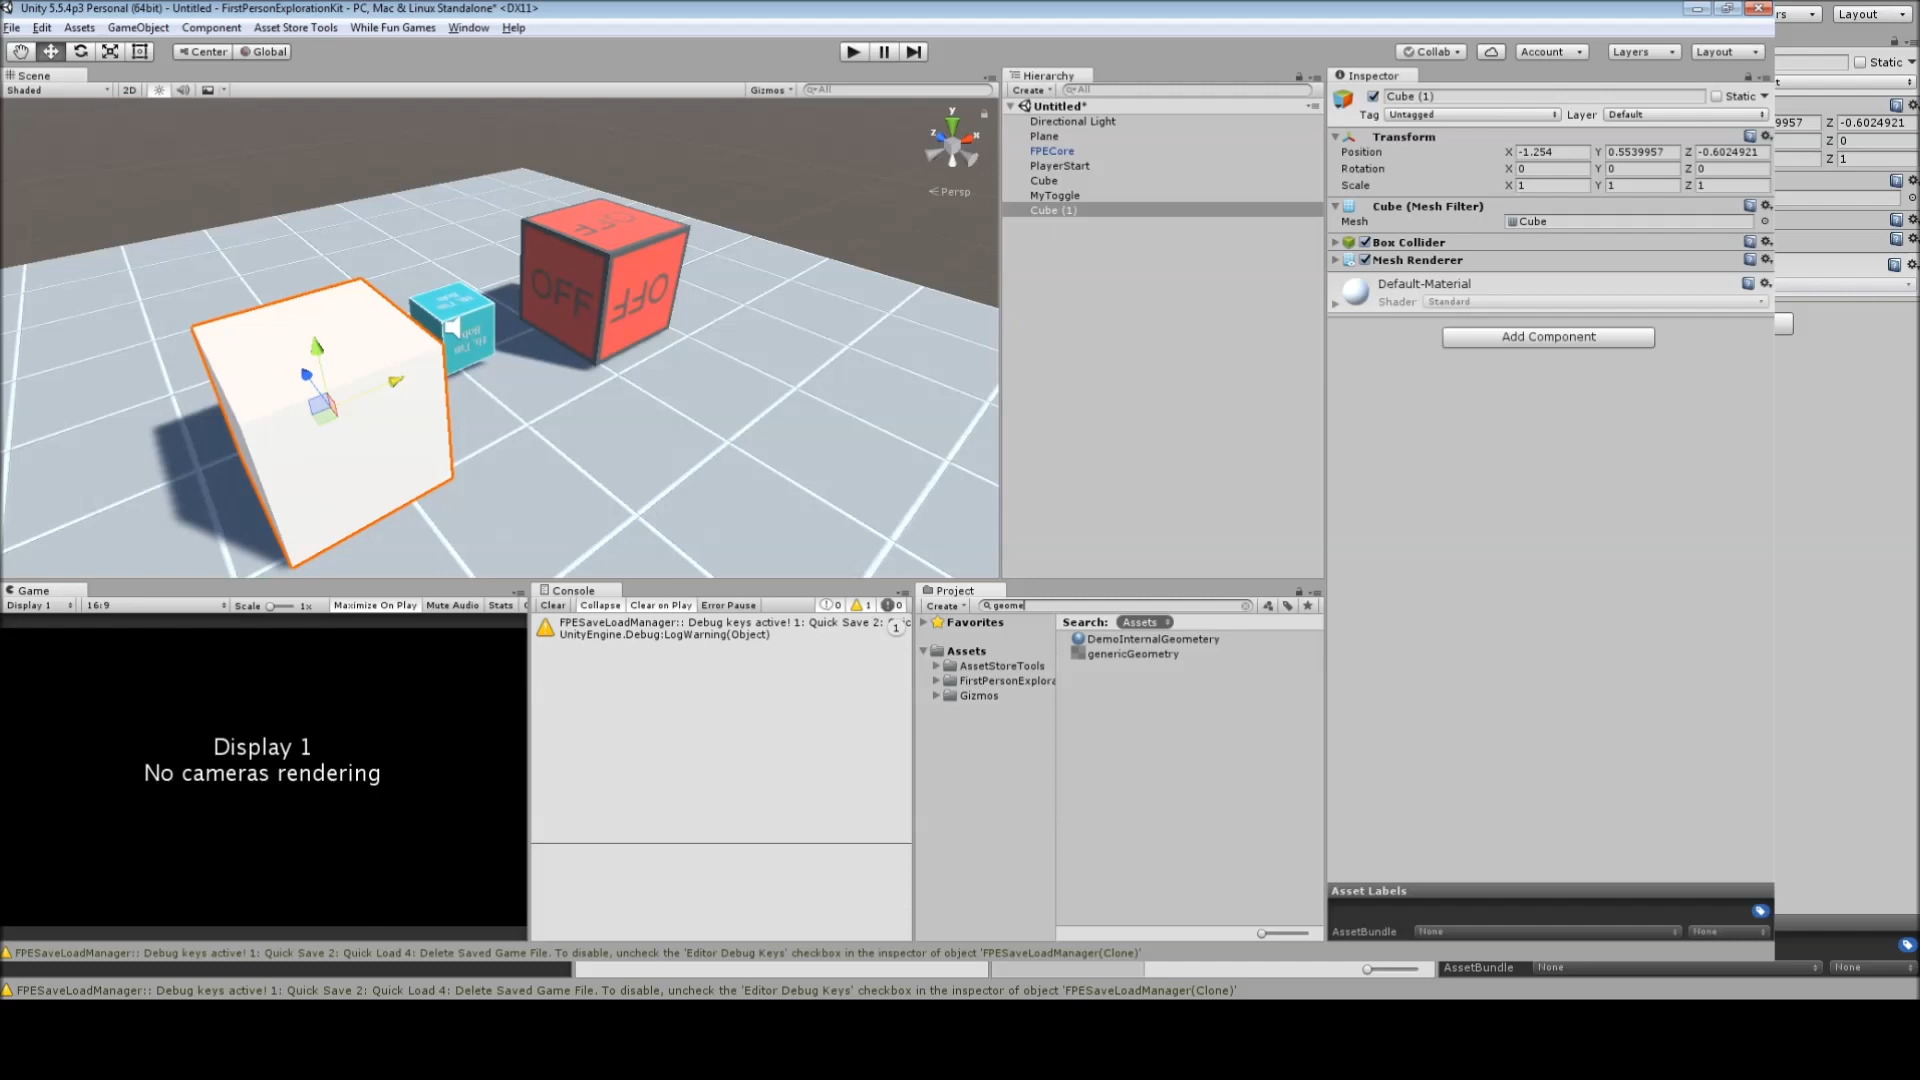 Unity 5.5.4p3 Personal (64bit) - Untitled - FirstPersonExplorationKit - PC, Mac & Linux Standalone* <DX11>
File Edit Assets GameObject Component Asset Store Tools While Fun Games Window Help
rs Layout
Center Global
Collab Account Layers Layout
Scene
Shaded 2D Gizmos All
y
z x
Persp
OFF
OFF
OFF
Hierarchy
Create All
Untitled*
Directional Light
Plane
FPECore
PlayerStart
Cube
MyToggle
Cube (1)
Inspector
Cube (1) Static
Tag Untagged Layer Default
Transform
Position X -1.254 Y 0.5539957 Z -0.6024921
Rotation X 0 Y 0 Z 0
Scale X 1 Y 1 Z 1
Cube (Mesh Filter)
Mesh Cube
Box Collider
Mesh Renderer
Default-Material
Shader Standard
Add Component
Static
9957 Z -0.6024921
Z 0
Z 1
Game
Display 1 16:9 Scale 1x Maximize On Play Mute Audio Stats
Display 1
No cameras rendering
Console
Clear Collapse Clear on Play Error Pause 0 1 0
FPESaveLoadManager:: Debug keys active! 1: Quick Save 2:
UnityEngine.Debug:LogWarning(Object)
1
Project
Create geome
Favorites
Assets
AssetStoreTools
FirstPersonExplora
Gizmos
Search: Assets
DemoInternalGeometery
genericGeometry
Asset Labels
AssetBundle None None
FPESaveLoadManager:: Debug keys active! 1: Quick Save 2: Quick Load 4: Delete Saved Game File. To disable, uncheck the 'Editor Debug Keys' checkbox in the inspector of object 'FPESaveLoadManager(Clone)'
AssetBundle None None
FPESaveLoadManager:: Debug keys active! 1: Quick Save 2: Quick Load 4: Delete Saved Game File. To disable, uncheck the 'Editor Debug Keys' checkbox in the inspector of object 'FPESaveLoadManager(Clone)'